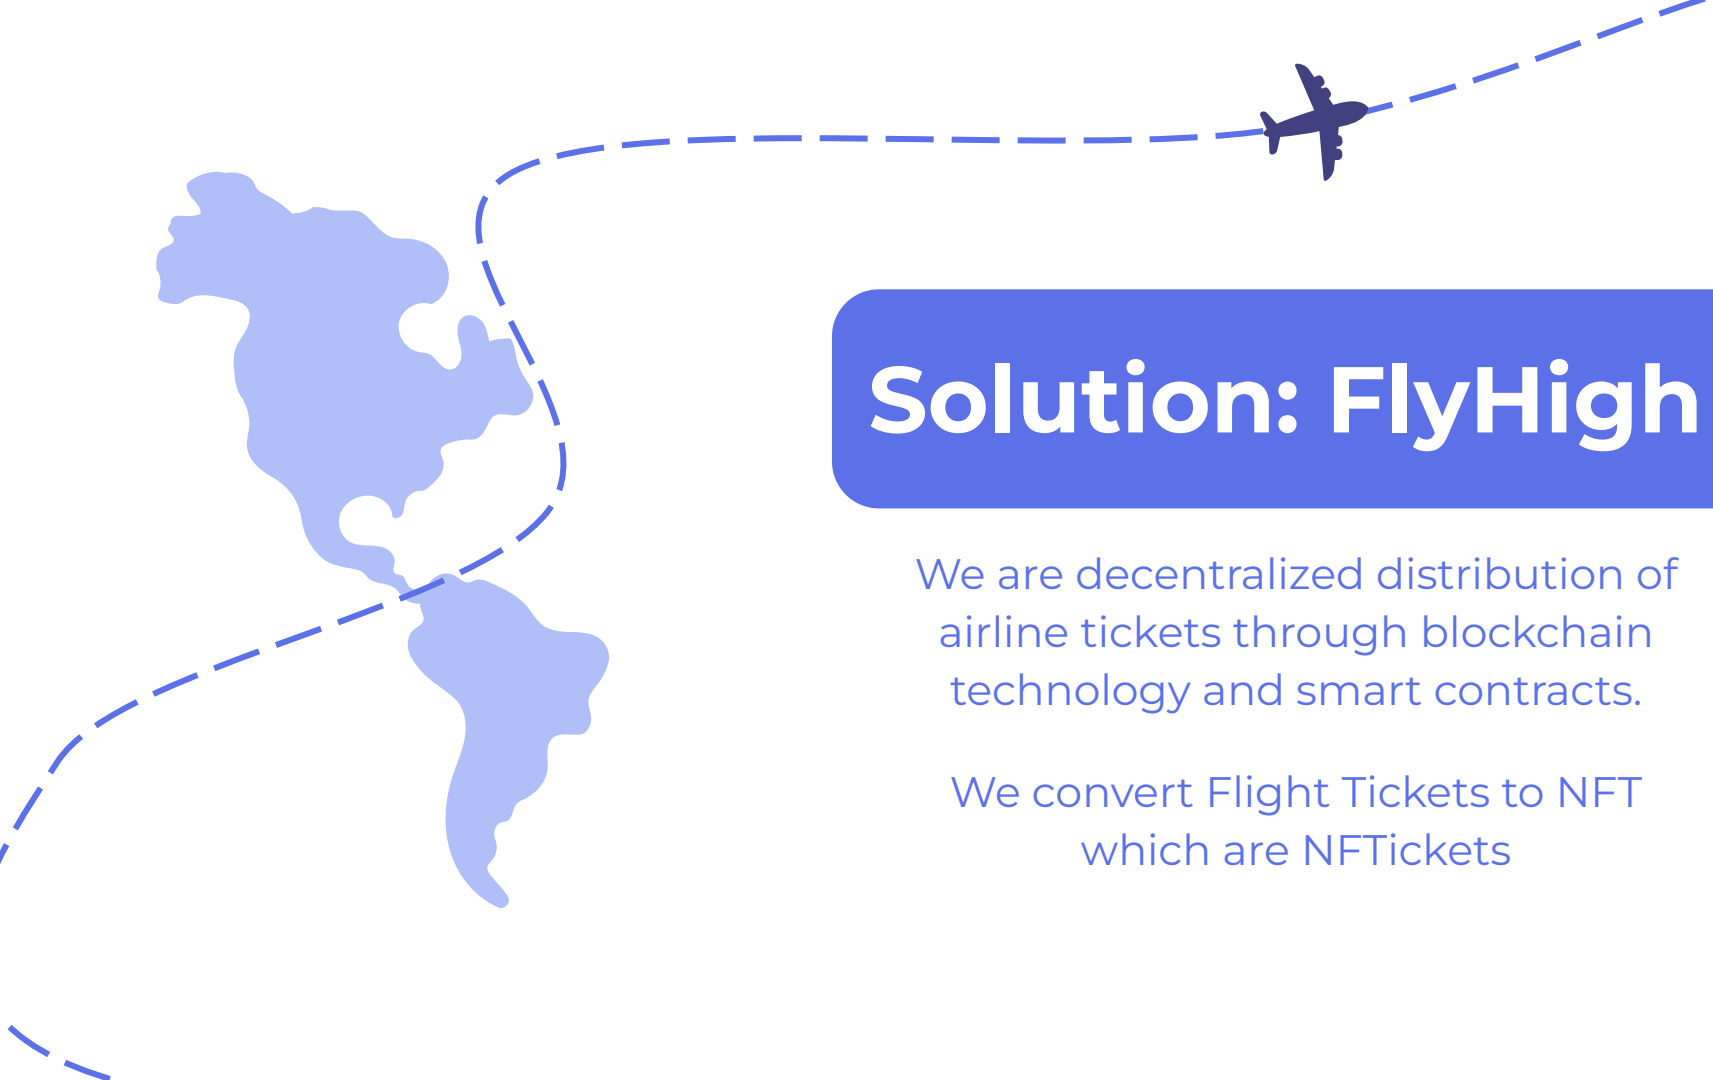 Solution: FlyHigh
We are decentralized distribution of
airline tickets through blockchain
technology and smart contracts.
We convert Flight Tickets to NFT
which are NFTickets